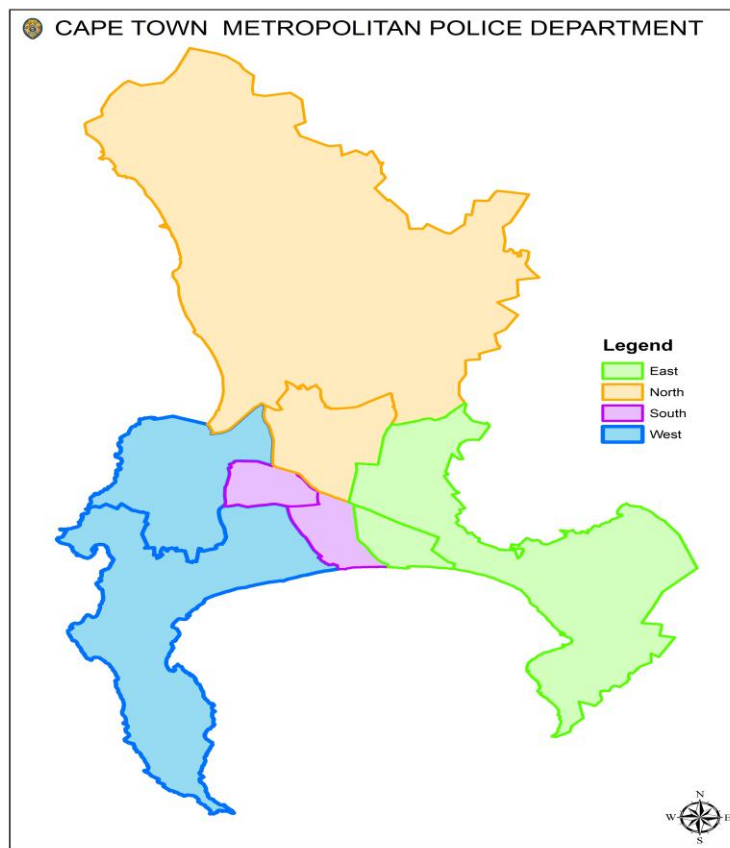 CAPE TOWN METROPOLITAN POLICE DEPARTMENT
Legend
East
North
South
West
N
W E
S